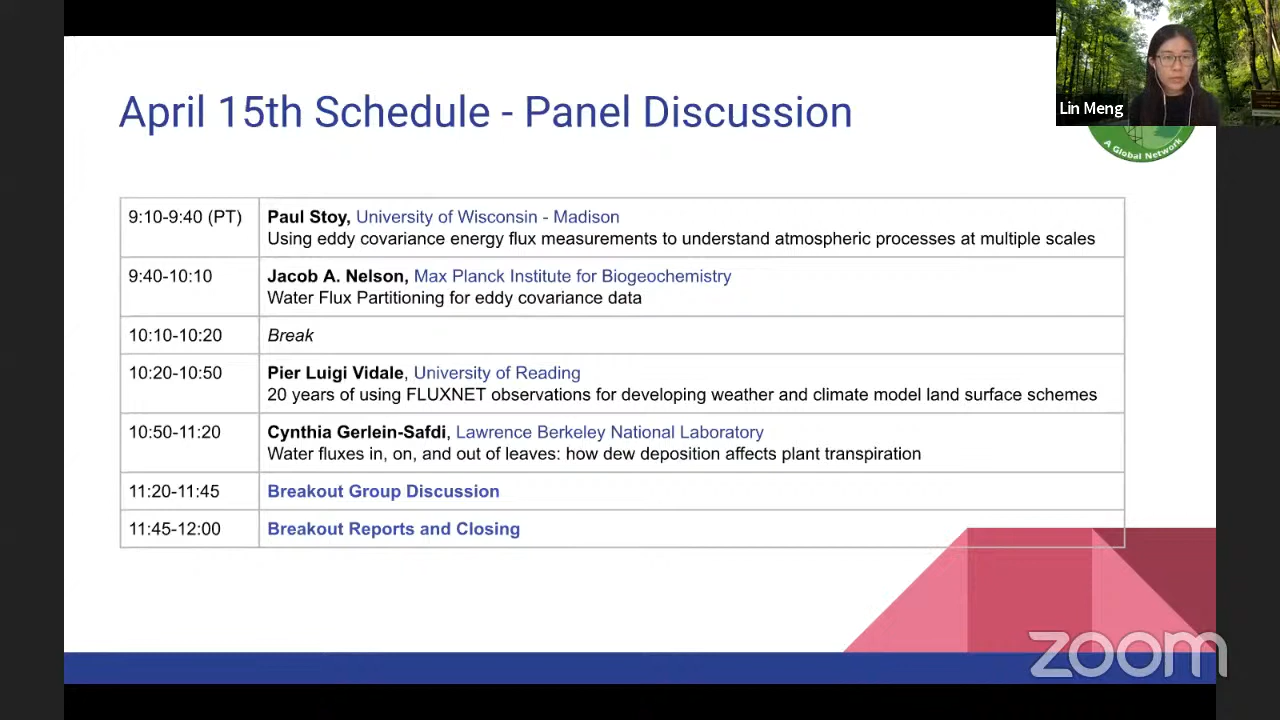 April 15th Schedule - Panel Discussion
Lin Meng
A Global Network
9:10-9:40 (PT)
Paul Stoy, University of Wisconsin - Madison
Using eddy covariance energy flux measurements to understand atmospheric processes at multiple scales
9:40-10:10
Jacob A. Nelson, Max Planck Institute for Biogeochemistry
Water Flux Partitioning for eddy covariance data
10:10-10:20
Break
10:20-10:50
Pier Luigi Vidale, University of Reading
20 years of using FLUXNET observations for developing weather and climate model land surface schemes
10:50-11:20
Cynthia Gerlein-Safdi, Lawrence Berkeley National Laboratory
Water fluxes in, on, and out of leaves: how dew deposition affects plant transpiration
11:20-11:45
Breakout Group Discussion
11:45-12:00
Breakout Reports and Closing
zoom